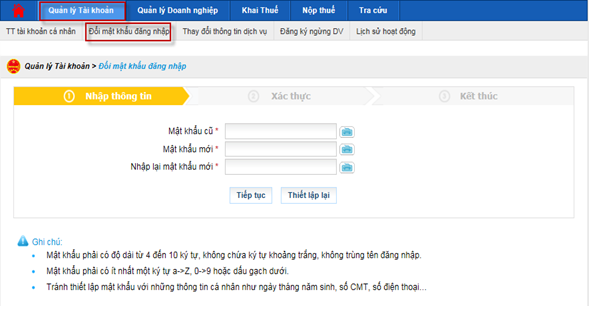 Quản lý Tài khoản Quản lý Doanh nghiệp Khai Thuế Nộp thuế Tra cứu
TT tài khoản cá nhân Đổi mật khẩu đăng nhập Thay đổi thông tin dịch vụ Đăng ký ngừng DV Lịch sử hoạt động
Quản lý Tài khoản > Đổi mật khẩu đăng nhập
1 Nhập thông tin 2 Xác thực 3 Kết thúc
Mật khẩu cũ *
Mật khẩu mới *
Nhập lại mật khẩu mới *
Tiếp tục Thiết lập lại
Ghi chú:
• Mật khẩu phải có độ dài từ 4 đến 10 ký tự, không chứa ký tự khoảng trắng, không trùng tên đăng nhập.
• Mật khẩu phải có ít nhất một ký tự a->Z, 0->9 hoặc dấu gạch dưới.
• Tránh thiết lập mật khẩu với những thông tin cá nhân như ngày tháng năm sinh, số CMT, số điện thoại...